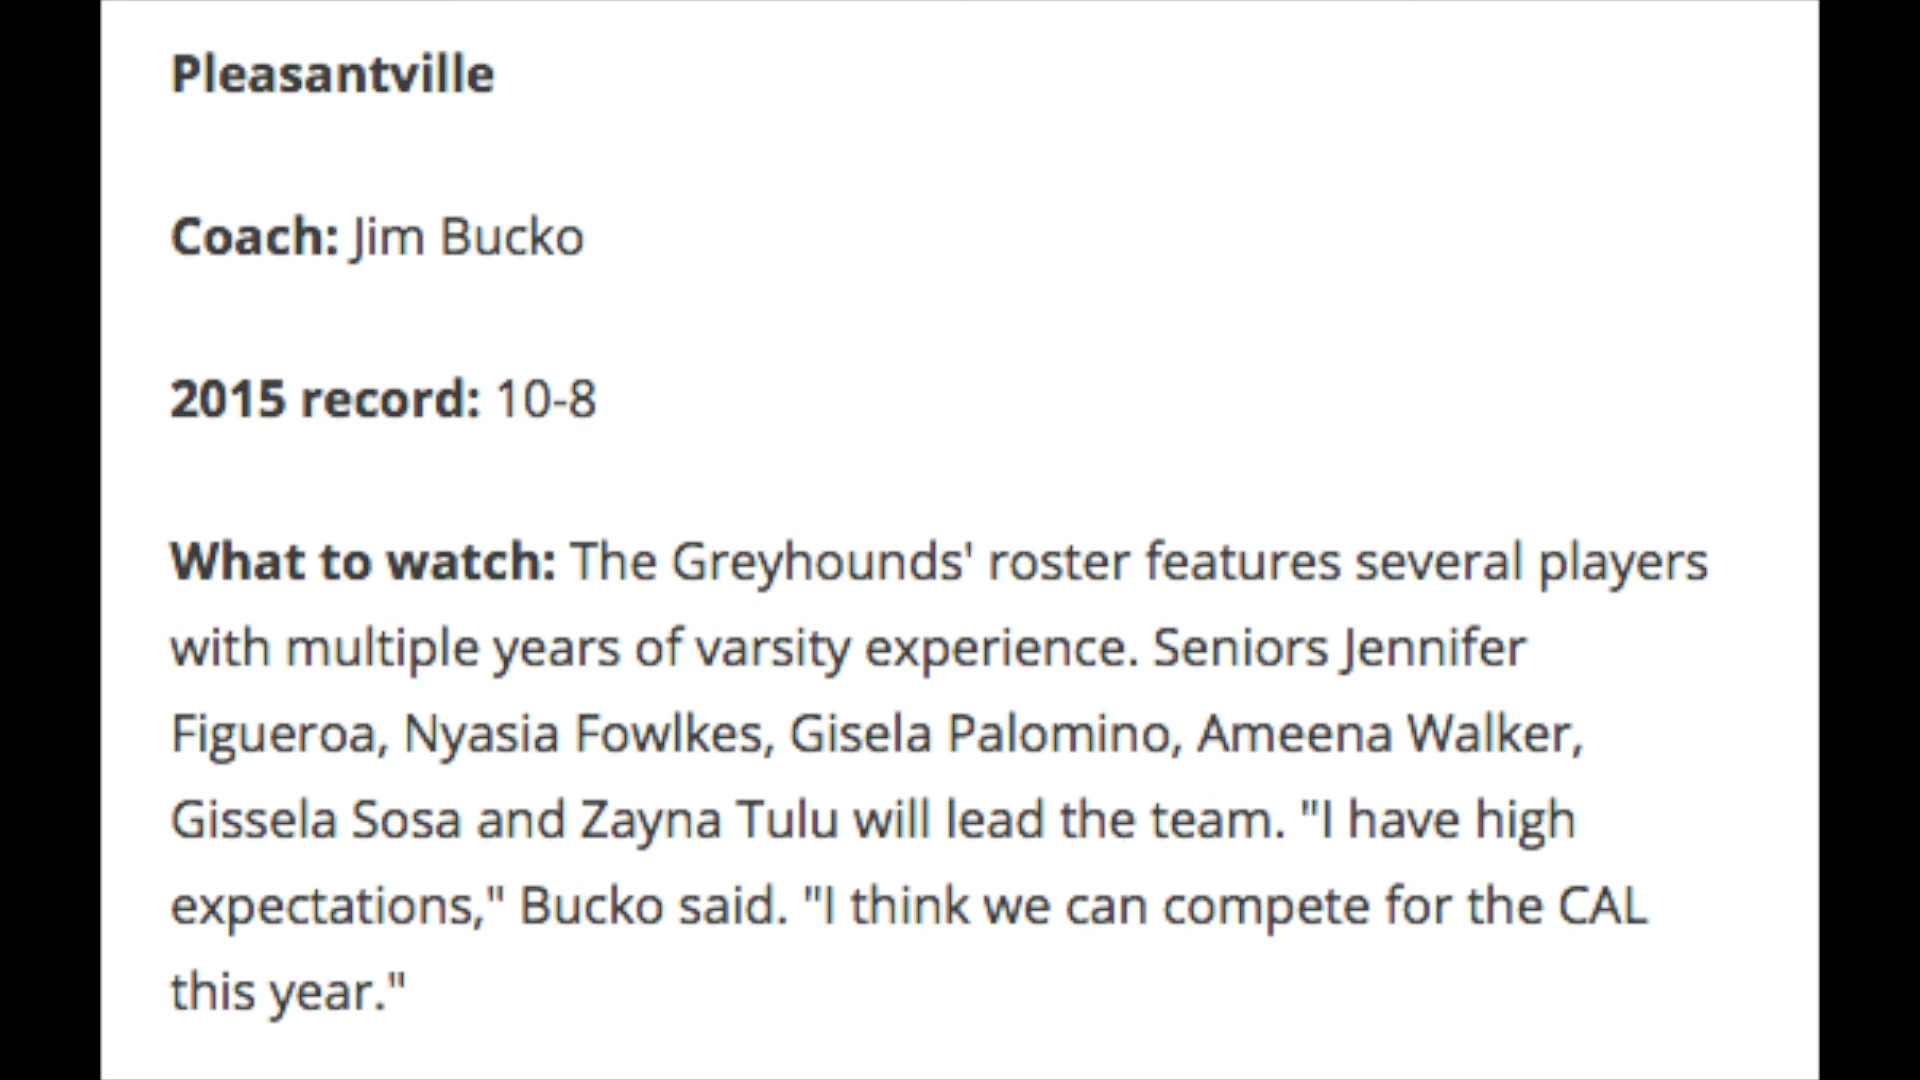 Pleasantville
Coach: Jim Bucko
2015 record: 10-8
What to watch: The Greyhounds' roster features several players
with multiple years of varsity experience. Seniors Jennifer
Figueroa, Nyasia Fowlkes, Gisela Palomino, Ameena Walker,
Gissela Sosa and Zayna Tulu will lead the team. "I have high
expectations," Bucko said. "I think we can compete for the CAL
this year."